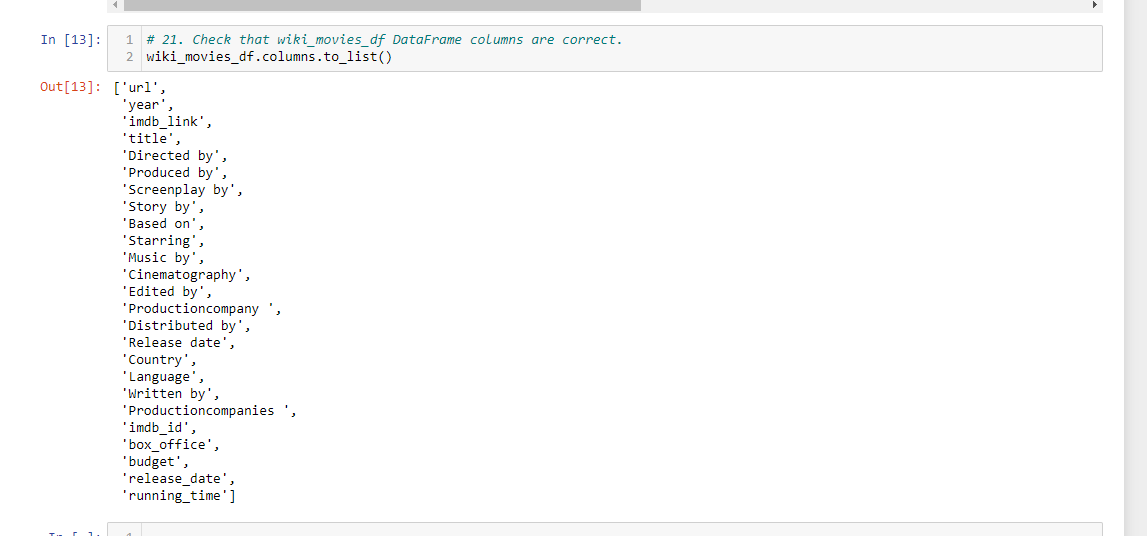 In [13]:
1 # 21. Check that wiki_movies_df DataFrame columns are correct.
2 wiki_movies_df.columns.to_list()
Out[13]: ['url',
'year',
'imdb_link',
'title',
'Directed by',
'Produced by',
'Screenplay by',
'Story by',
'Based on',
'Starring',
'Music by',
'Cinematography',
'Edited by',
'Productioncompany ',
'Distributed by',
'Release date',
'Country',
'Language',
'Written by',
'Productioncompanies ',
'imdb_id',
'box_office',
'budget',
'release_date',
'running_time']